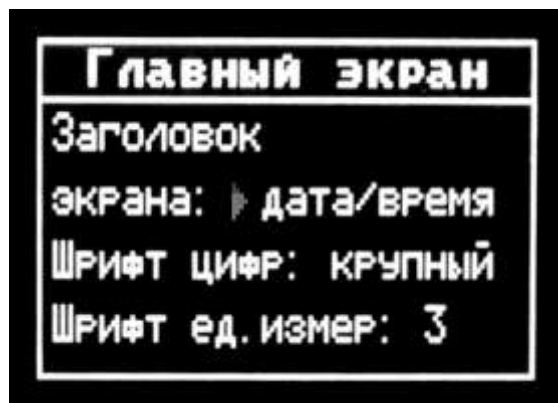 Главный экран
Заголовок
экрана: дата/время
Шрифт цифр: крупный
Шрифт ед.измер: 3